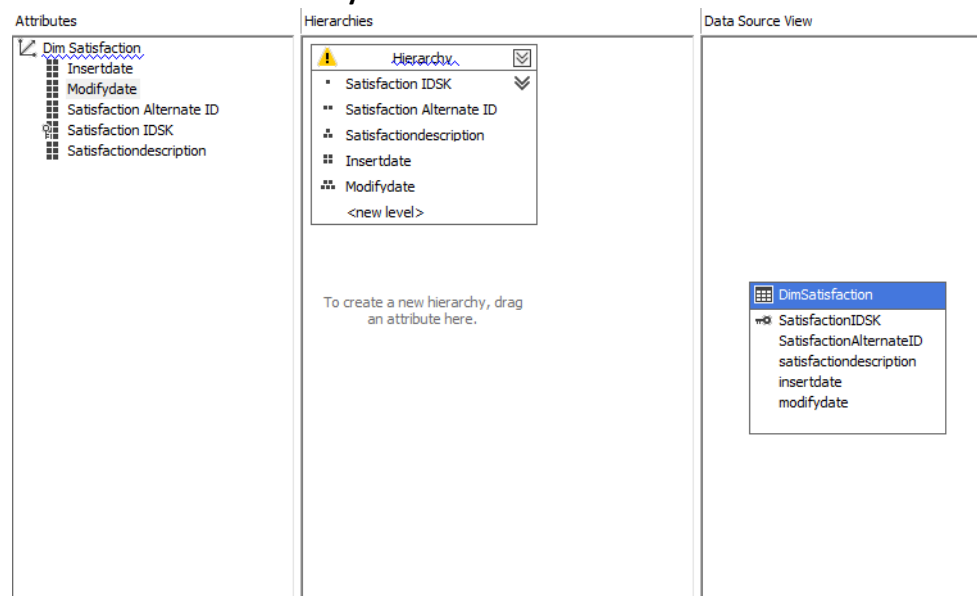 Attributes
Dim Satisfaction
Insertdate
Modifydate
Satisfaction Alternate ID
Satisfaction IDSK
Satisfactiondescription
Hierarchies
Hierarchy
Satisfaction IDSK
Satisfaction Alternate ID
Satisfactiondescription
Insertdate
Modifydate
<new level>
To create a new hierarchy, drag
an attribute here.
Data Source View
DimSatisfaction
SatisfactionIDSK
SatisfactionAlternateID
satisfactiondescription
insertdate
modifydate